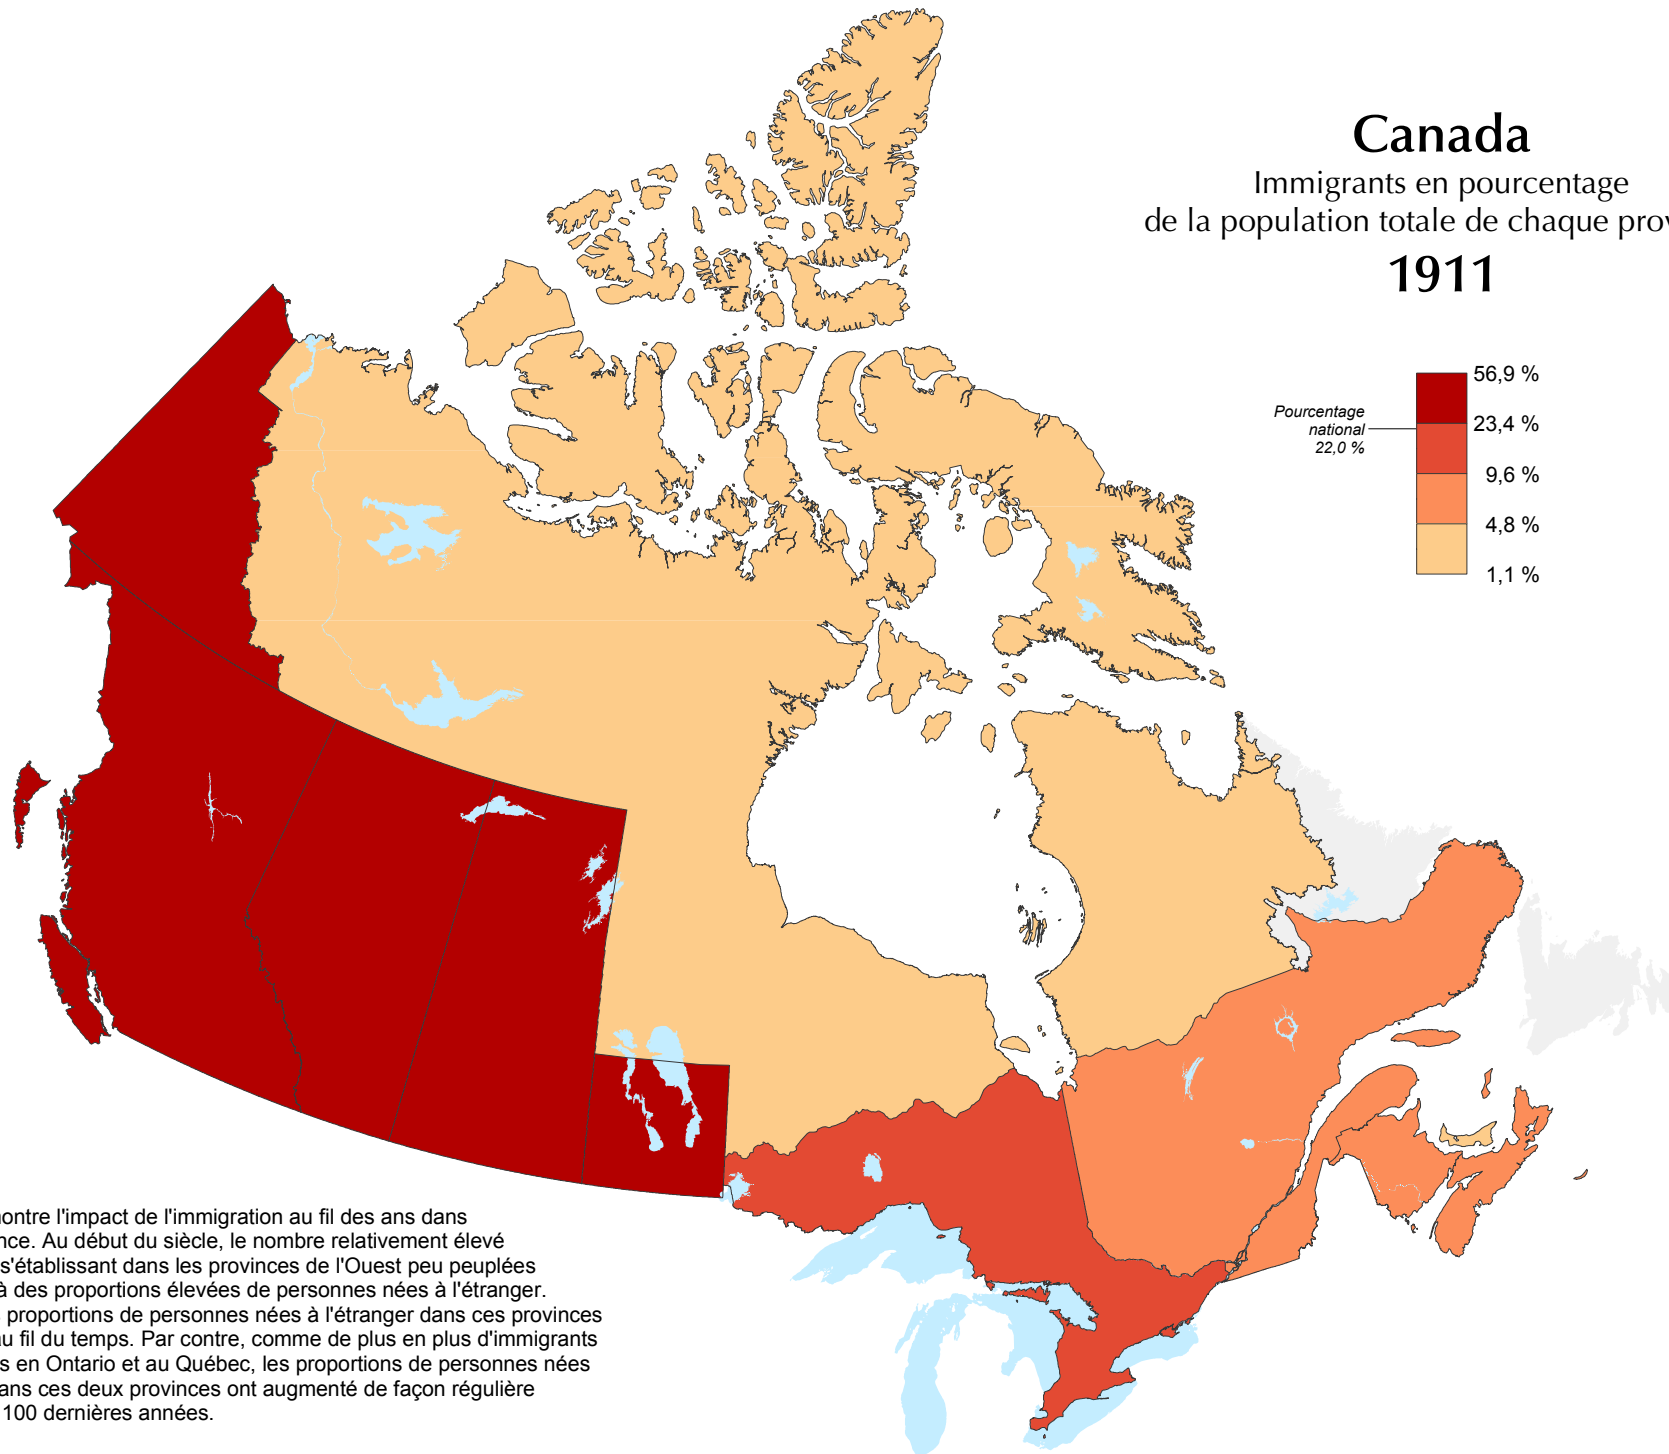 Canada
Immigrants en pourcentage
de la population totale de chaque
1911
56,9 %
23,4 %
9,6 %
4,8 %
1,1 %
Pourcentage
national
22,0 %
l'impact de l'immigration au fil des ans dans
Au début du siècle, le nombre relativement élevé
s'établissant dans les provinces de l'Ouest peu peuplées
à des proportions élevées de personnes nées à l'étranger.
proportions de personnes nées à l'étranger dans ces provinces
au fil du temps. Par contre, comme de plus en plus d'immigrants
en Ontario et au Québec, les proportions de personnes nées
dans ces deux provinces ont augmenté de façon régulière
100 dernières années.